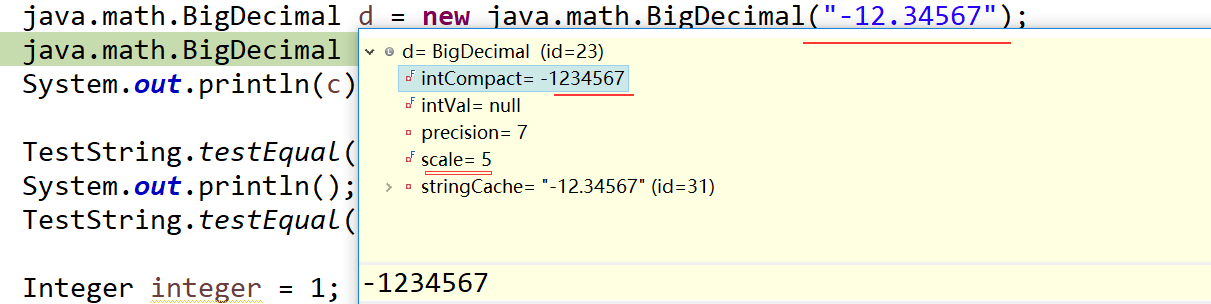 java.math.BigDecimal d = new java.math.BigDecimal("-12.34567");
java.math.BigDecimal
System.out.println(c)
TestString.testEqual(
System.out.println();
TestString.testEqual(
Integer integer = 1;
d= BigDecimal (id=23)
intCompact= -1234567
intVal= null
precision= 7
scale= 5
stringCache= "-12.34567" (id=31)
-1234567